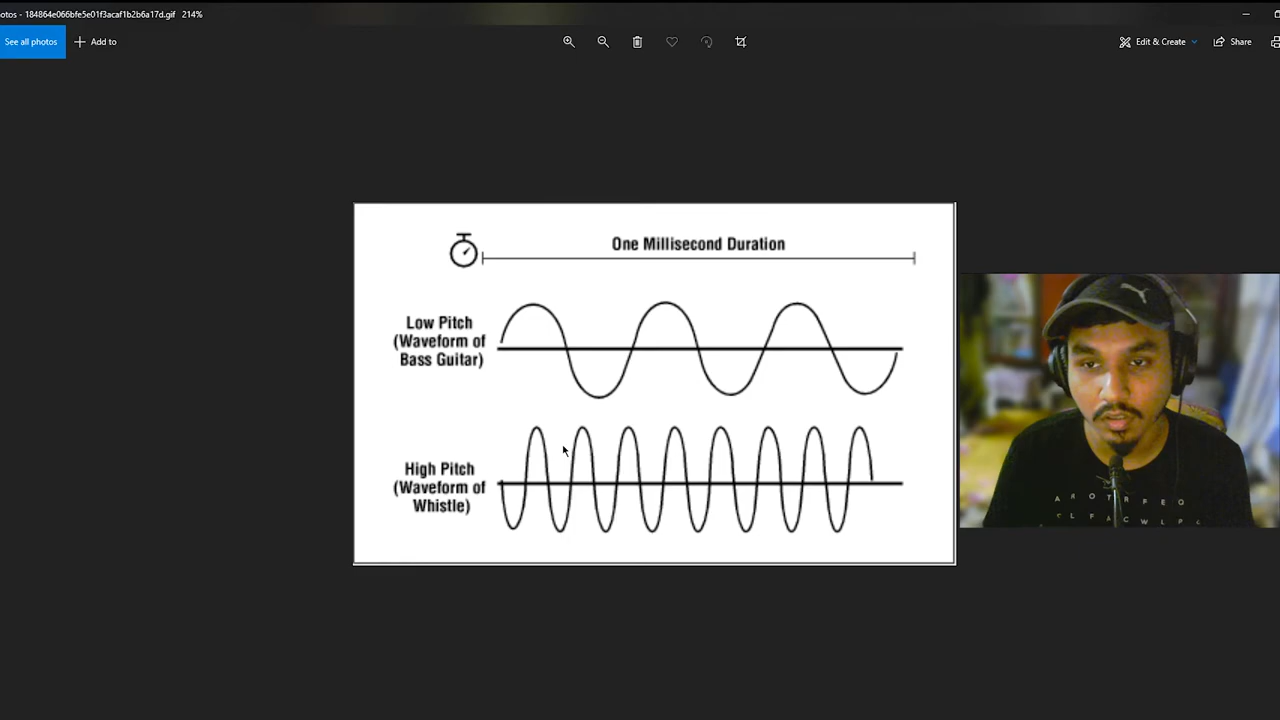 otos - 184864e066bfe5e01f3acaf1b2b6a17d.gif 214%
See all photos Add to Edit & Create Share
One Millisecond Duration
Low Pitch
(Waveform of
Bass Guitar)
High Pitch
(Waveform of
Whistle)